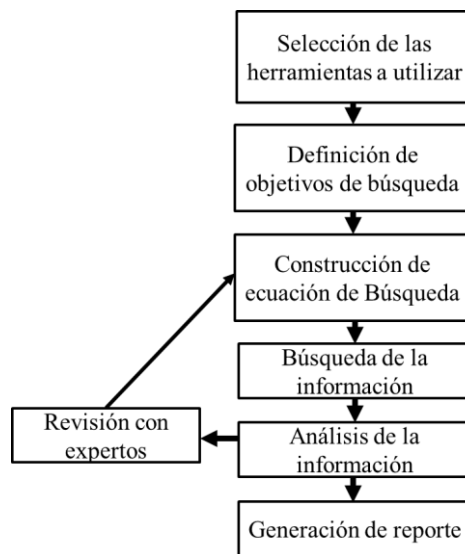 Selección de las
herramientas a utilizar
Definición de
objetivos de búsqueda
Construcción de
ecuación de Búsqueda
Búsqueda de la
información
Revisión con
expertos
Análisis de la
información
Generación de reporte